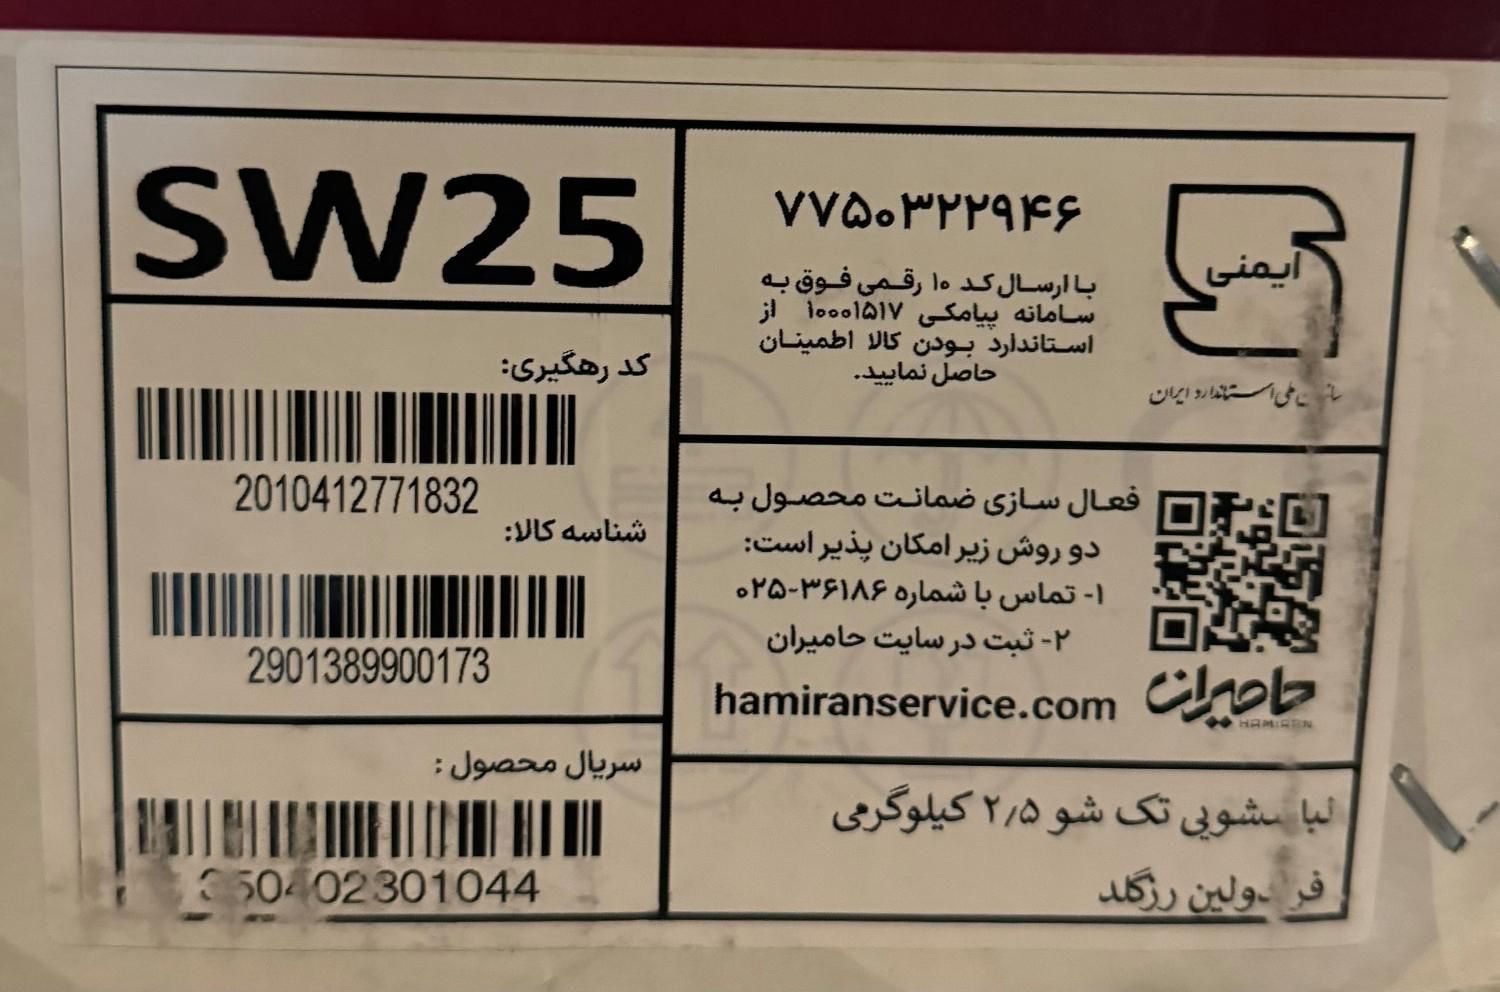 SW25
کد رهگیری:
2010412771832
شناسه کالا:
2901389900173
سریال محصول :
۷۷۵۰۳۲۲۹۴۶
با ارسال کد ۱۰ رقمی فوق به
سامانه پیامکی ۱۰۰۰۱۵۱۷ از
استاندارد بودن کالا اطمینان
حاصل نمایید.
ایمنی
ملی استاندارد ایران
فعال سازی ضمانت محصول به
دو روش زیر امکان پذیر است:
۱- تماس با شماره ۳۶۱۸۶-۰۲۵
۲- ثبت در سایت حامیران
hamiranservice.com
حامیران
HAMIRAN
تک شو ۲٫۵ کیلوگرمی
رزگلد